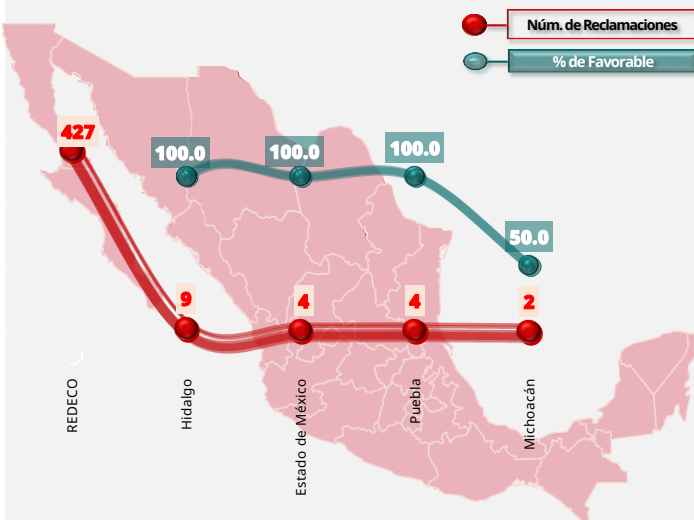 Núm. de Reclamaciones
% de Favorable
427
100.0
100.0
100.0
50.0
9
4
4
2
REDECO
Hidalgo
Estado de México
Puebla
Michoacán